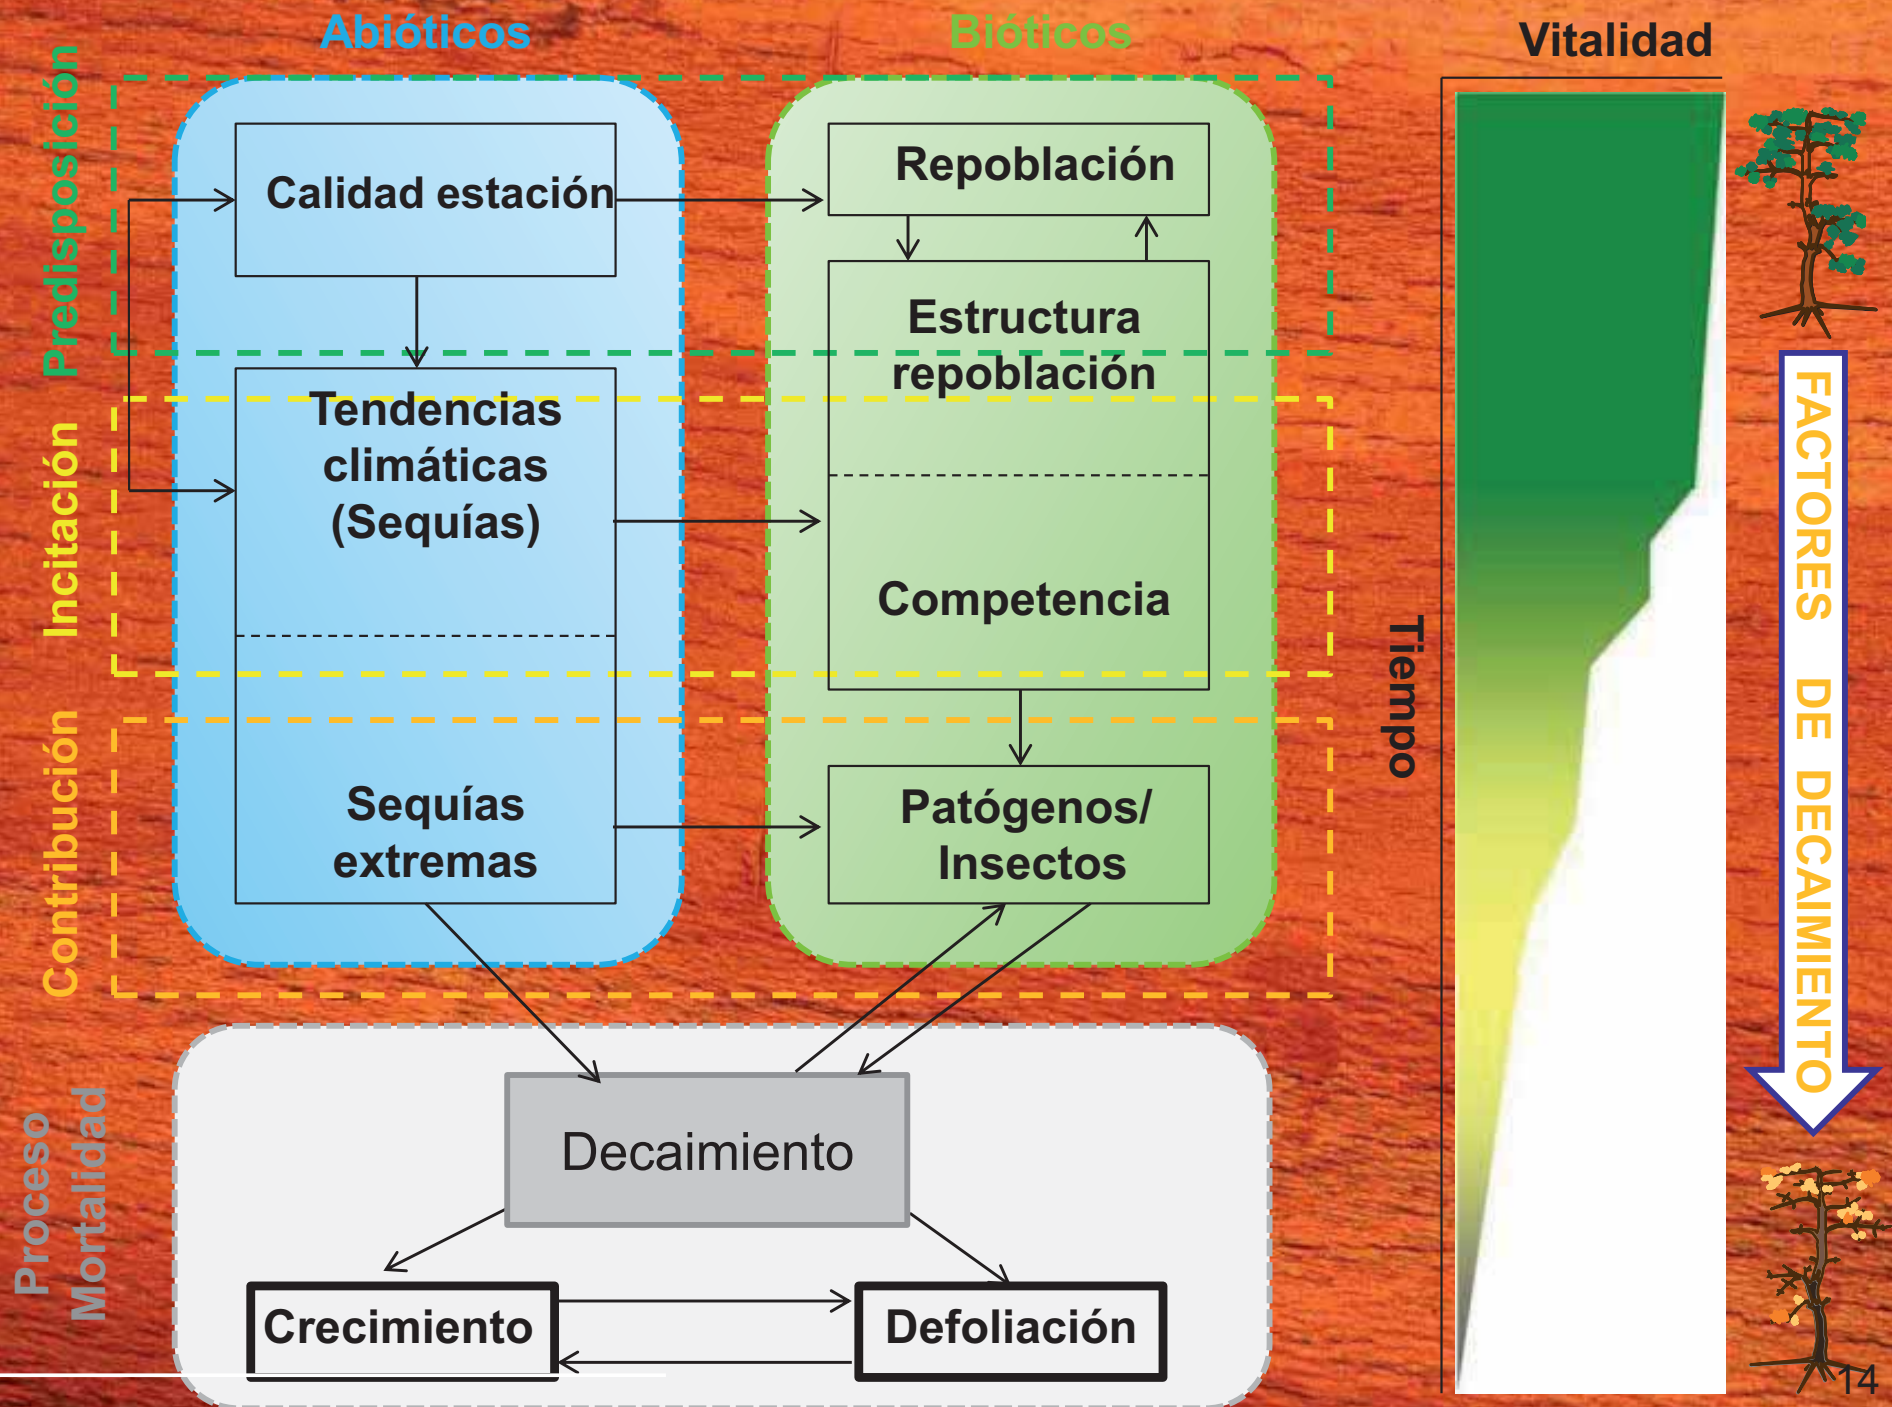 Abióticos
Bióticos
Vitalidad
Predisposición
Calidad estación
Repoblación
Estructura
repoblación
Incitación
Tendencias
climáticas
(Sequías)
Competencia
Contribución
Sequías
extremas
Patógenos/
Insectos
Tiempo
FACTORES DE DECAIMIENTO
Proceso
Mortalidad
Decaimiento
Crecimiento
Defoliación
14